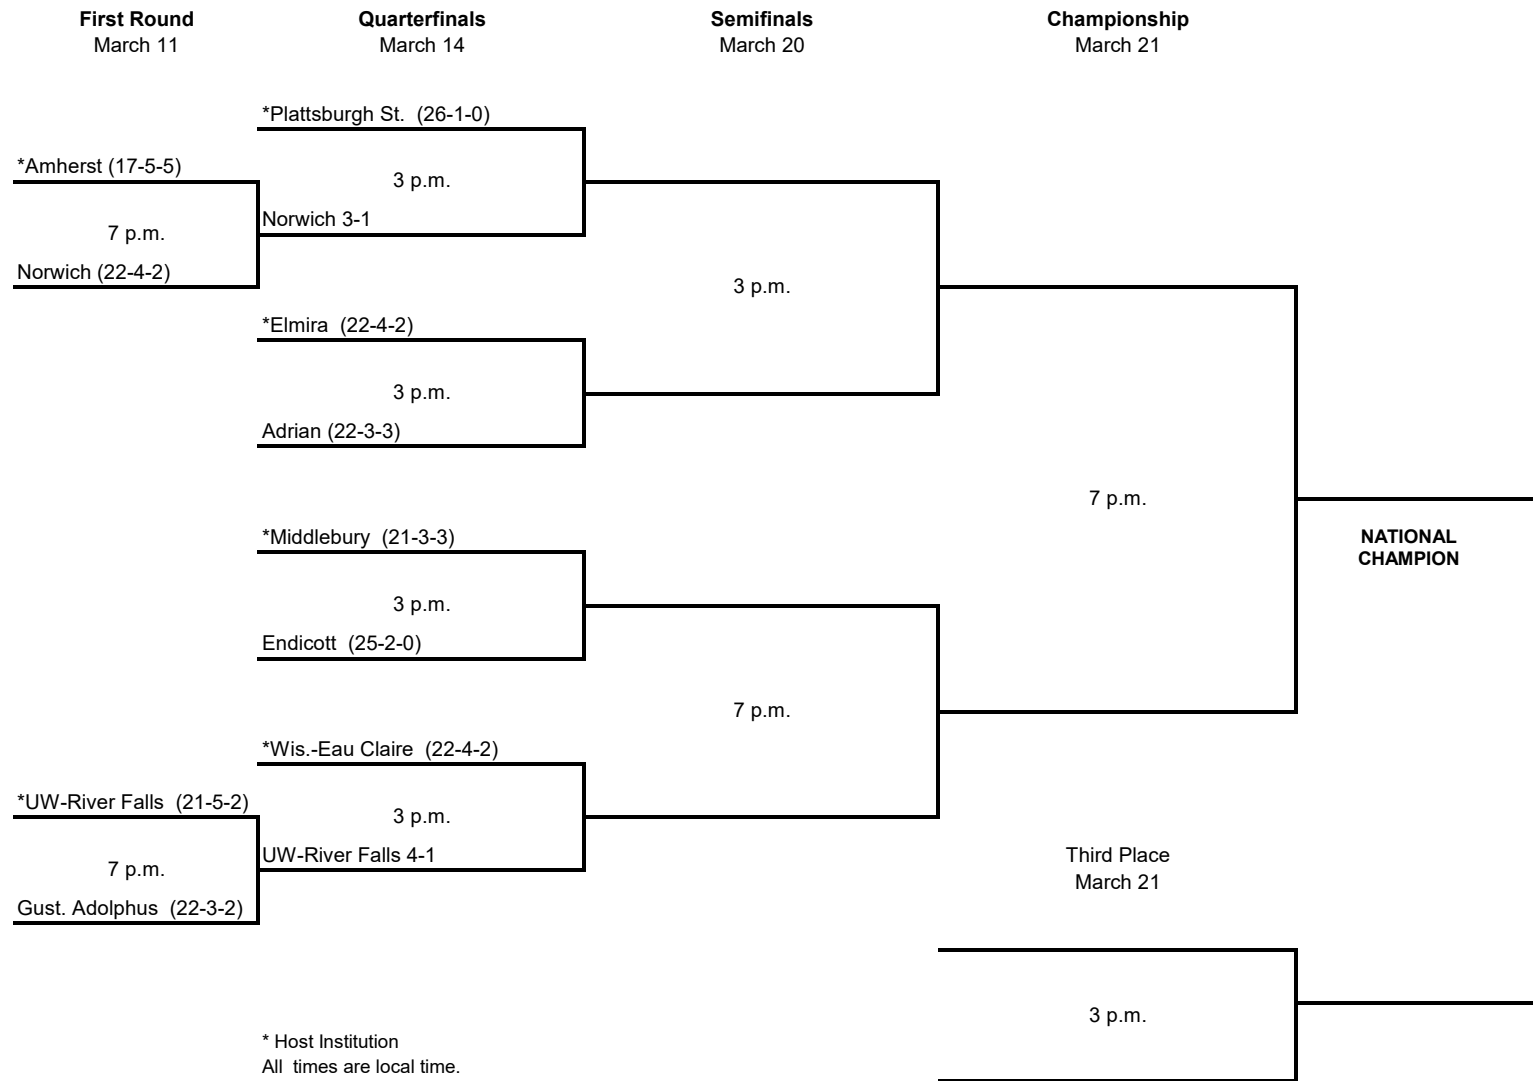 First Round
March 11
Quarterfinals
March 14
Semifinals
March 20
Championship
March 21
*Plattsburgh St.  (26-1-0)
*Amherst (17-5-5)
3 p.m.
Norwich 3-1
7 p.m.
Norwich (22-4-2)
3 p.m.
*Elmira  (22-4-2)
3 p.m.
Adrian (22-3-3)
7 p.m.
*Middlebury  (21-3-3)
NATIONAL
CHAMPION
3 p.m.
Endicott  (25-2-0)
7 p.m.
*Wis.-Eau Claire  (22-4-2)
*UW-River Falls  (21-5-2)
3 p.m.
UW-River Falls 4-1
7 p.m.
Gust. Adolphus  (22-3-2)
Third Place
March 21
3 p.m.
* Host Institution
All  times are local time.